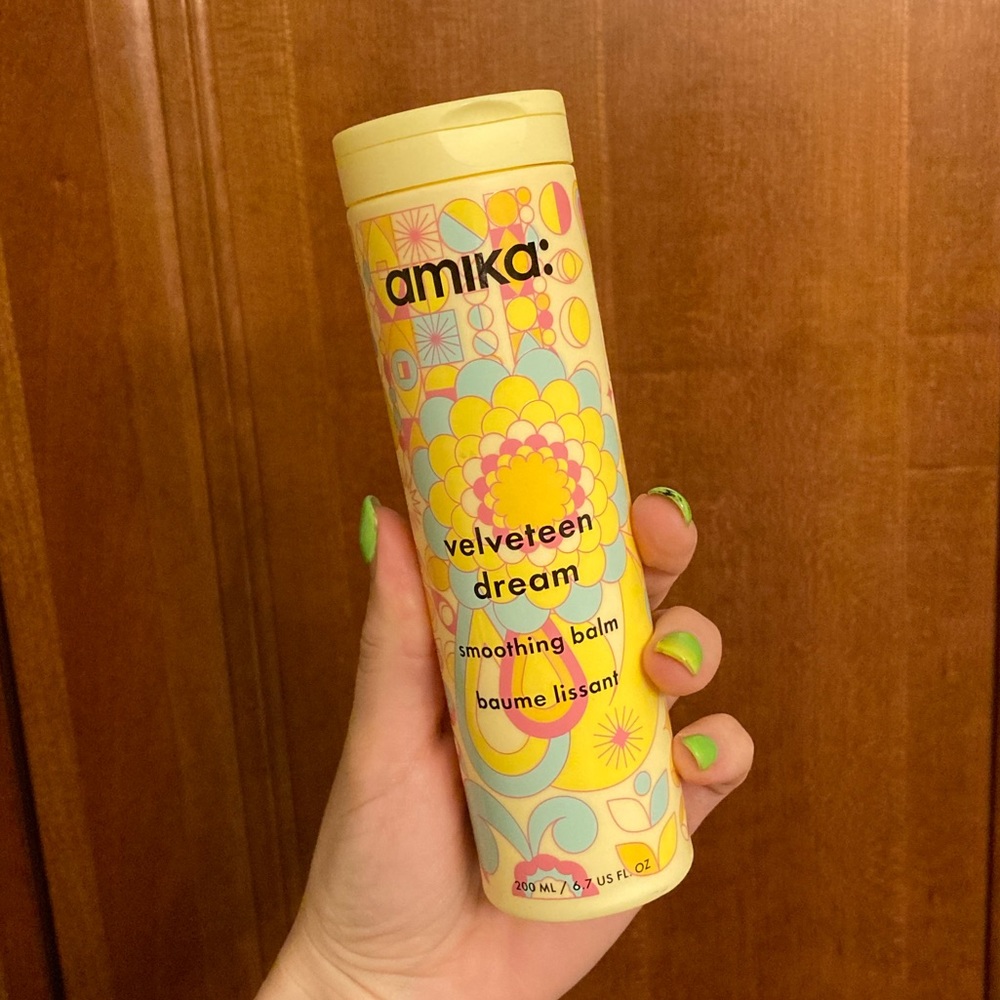 amika:
velveteen
dream
smoothing balm
baume lissant
200 ML / 6.7 US FL. OZ